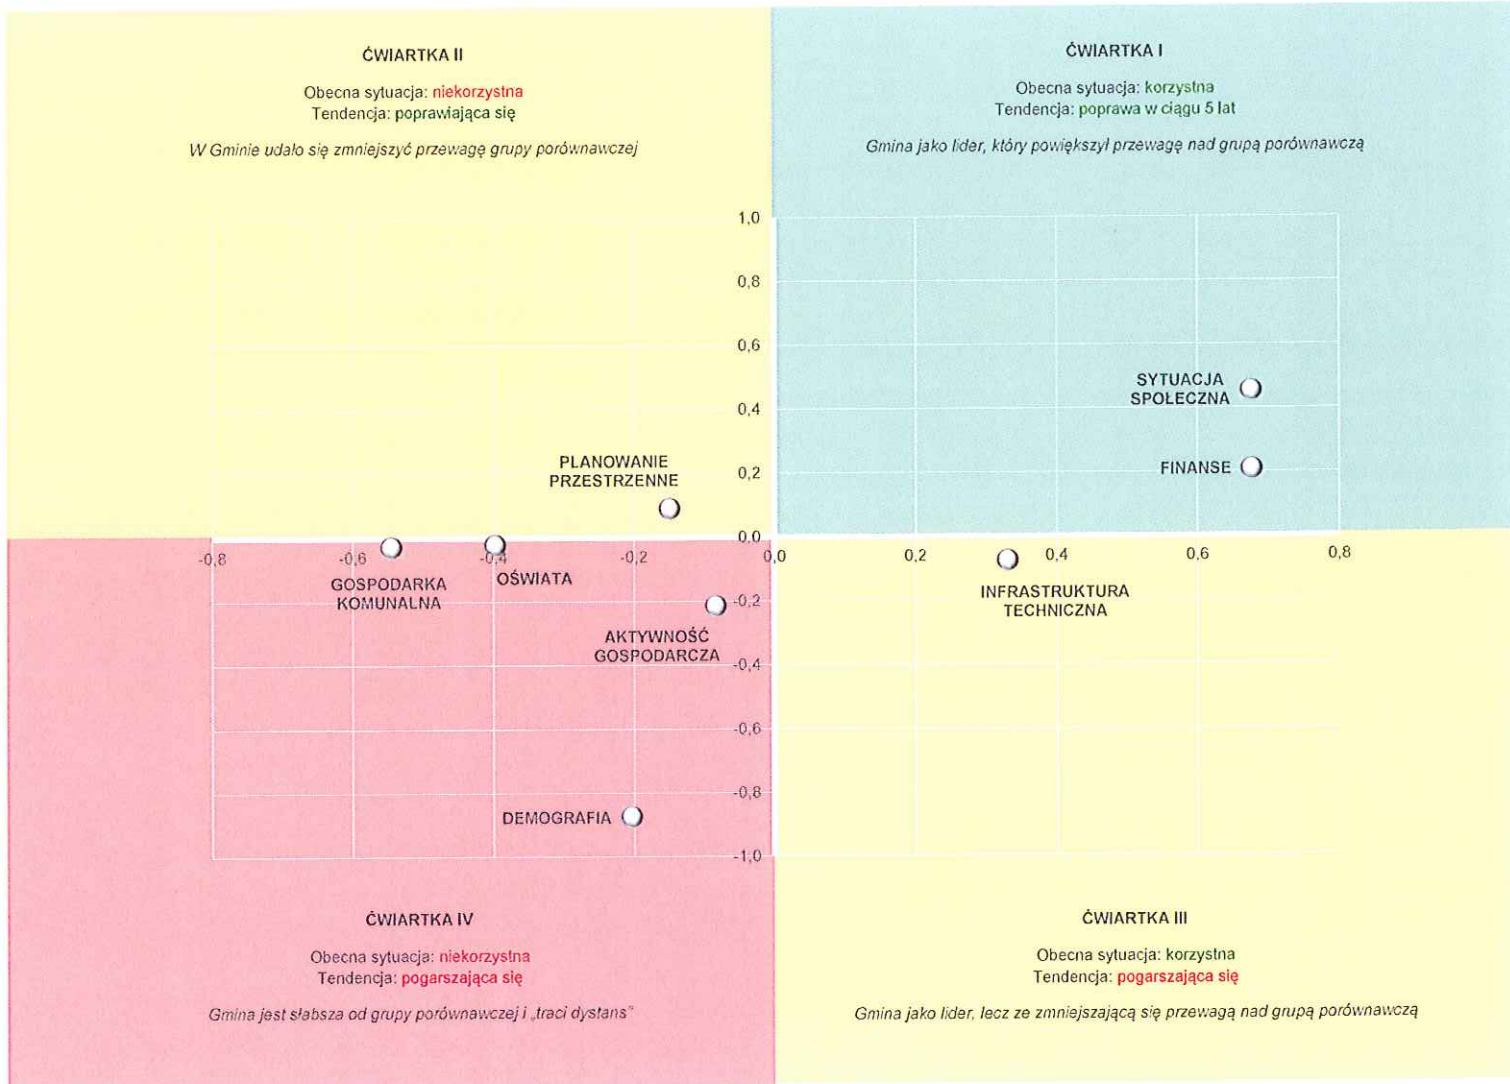 ĆWIARTKA II
Obecna sytuacja: niekorzystna
Tendencja: poprawiająca się
W Gminie udało się zmniejszyć przewagę grupy porównawczej
ĆWIARTKA I
Obecna sytuacja: korzystna
Tendencja: poprawa w ciągu 5 lat
Gmina jako lider, który powiększył przewagę nad grupą porównawczą
1,0
0,8
0,6
0,4
0,2
0,0
-0,2
-0,4
-0,6
-0,8
-1,0
-0,8
-0,6
-0,4
-0,2
0,0
0,2
0,4
0,6
0,8
SYTUACJA
SPOŁECZNA
FINANSE
PLANOWANIE
PRZESTRZENNE
GOSPODARKA
KOMUNALNA
OŚWIATA
AKTYWNOŚĆ
GOSPODARCZA
INFRASTRUKTURA
TECHNICZNA
DEMOGRAFIA
ĆWIARTKA IV
Obecna sytuacja: niekorzystna
Tendencja: pogarszająca się
Gmina jest słabsza od grupy porównawczej i „traci dystans”
ĆWIARTKA III
Obecna sytuacja: korzystna
Tendencja: pogarszająca się
Gmina jako lider, lecz ze zmniejszającą się przewagą nad grupą porównawczą